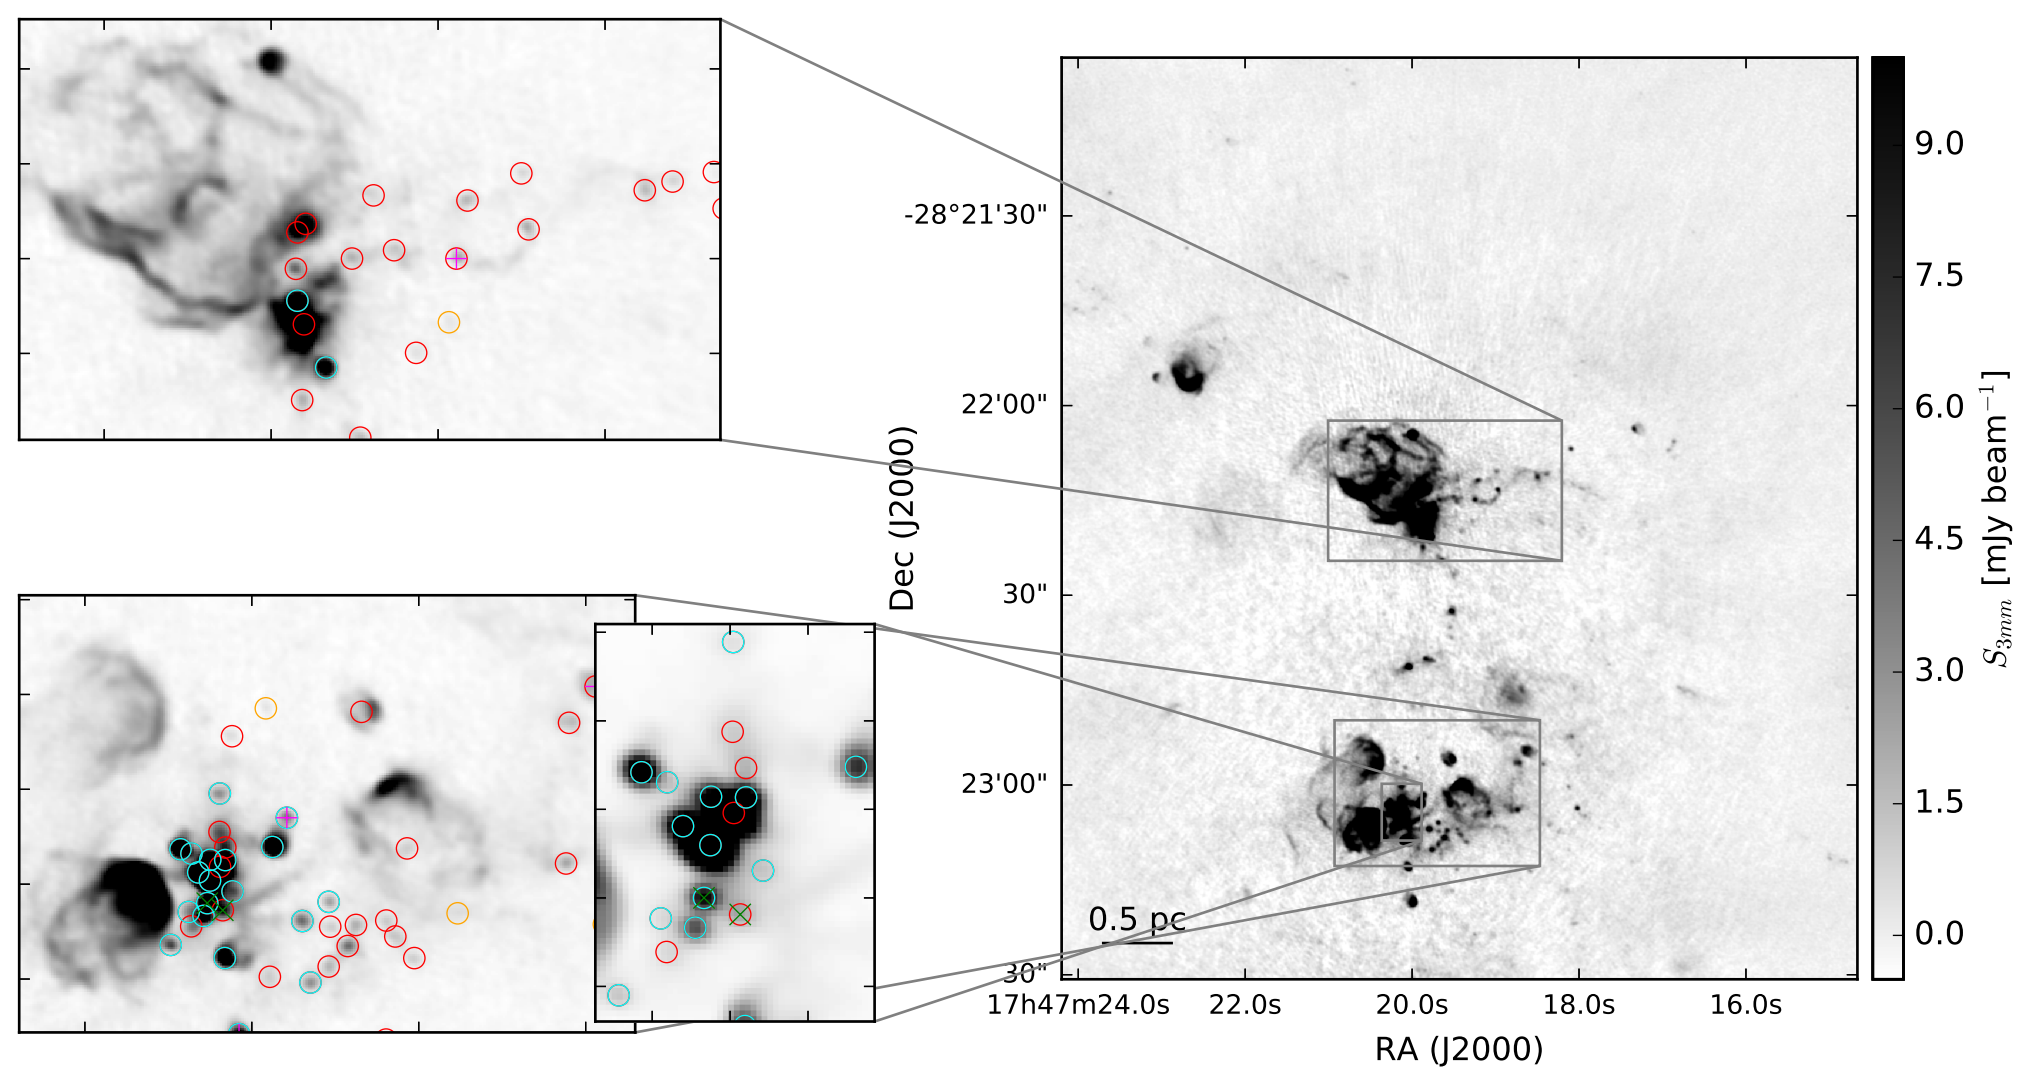 -28°21'30"
22'00"
30"
23'00"
30"
Dec (J2000)
0.5 pc
17h47m24.0s 22.0s 20.0s 18.0s 16.0s
RA (J2000)
9.0
7.5
6.0
4.5
3.0
1.5
0.0
S₃ₘₘ [mJy beam⁻¹]